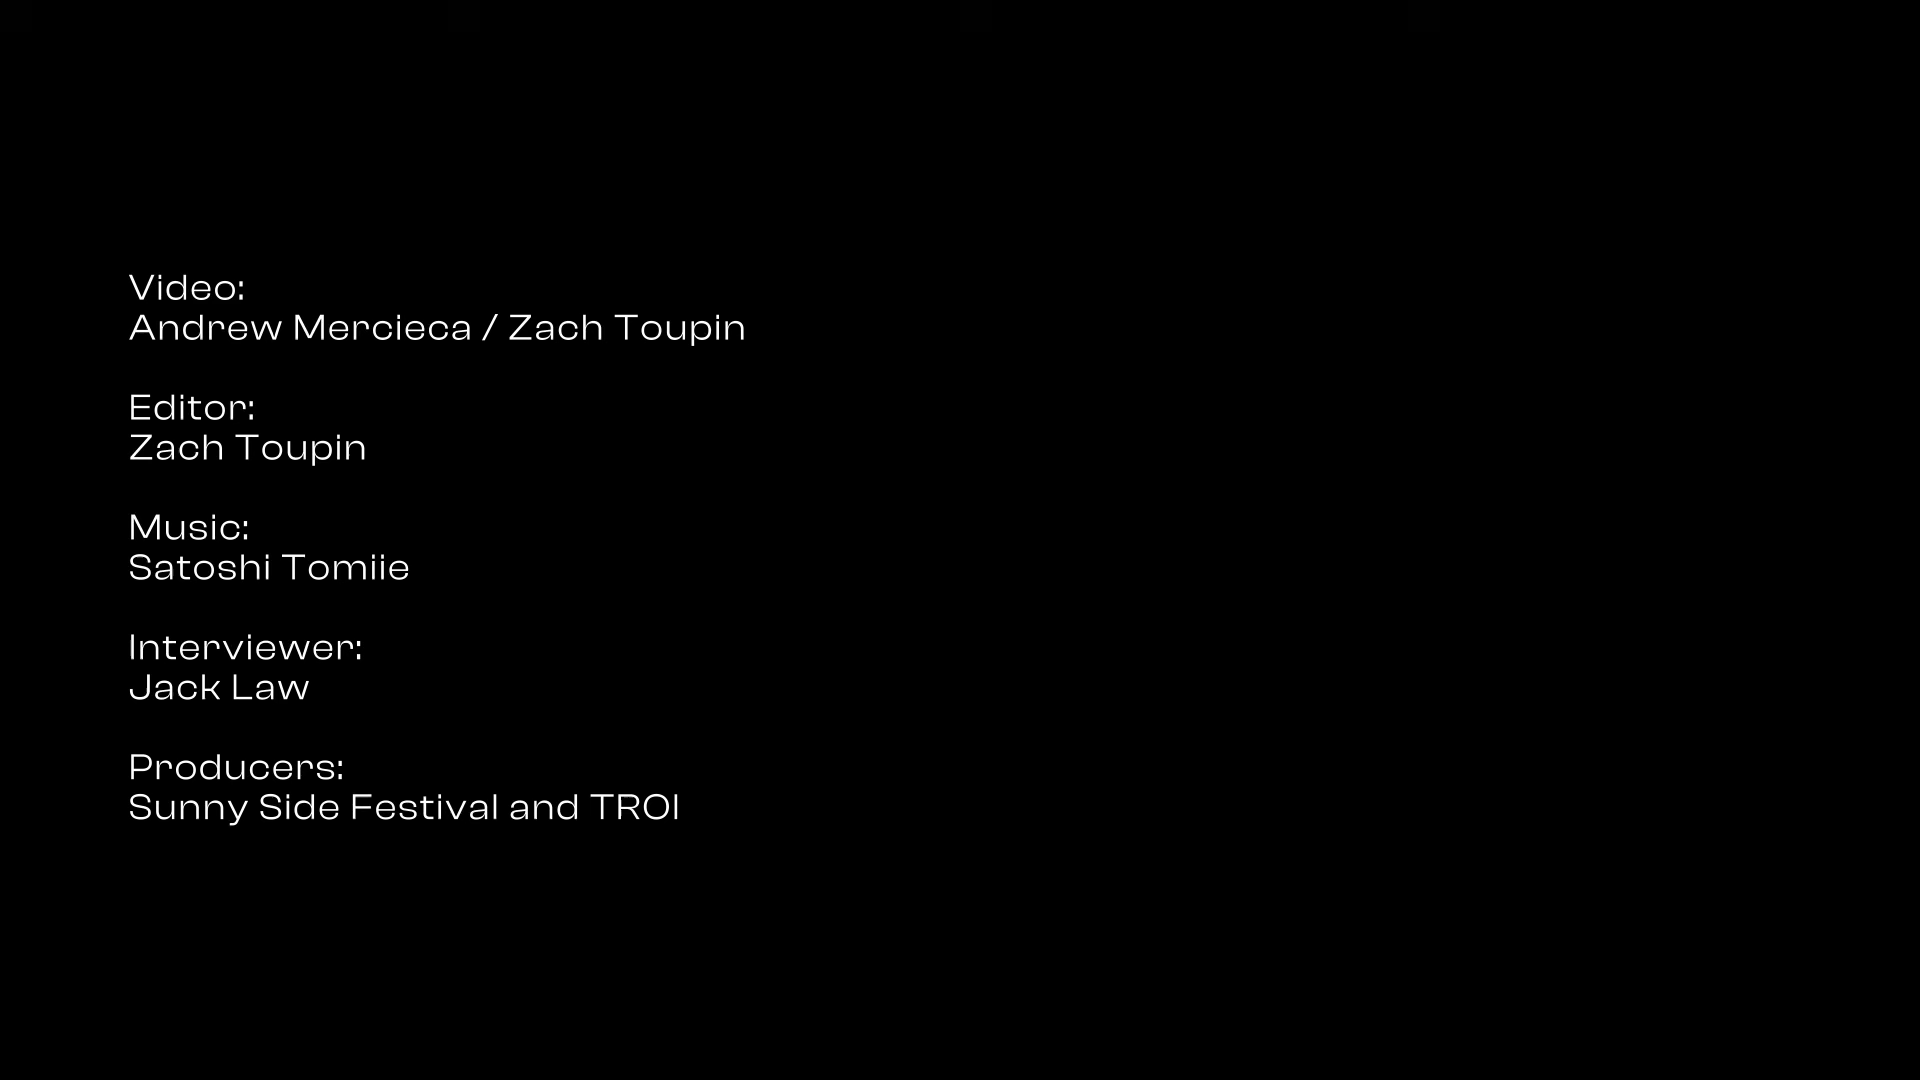 Video:
Andrew Mercieca / Zach Toupin
Editor:
Zach Toupin
Music:
Satoshi Tomiie
Interviewer:
Jack Law
Producers:
Sunny Side Festival and TROI